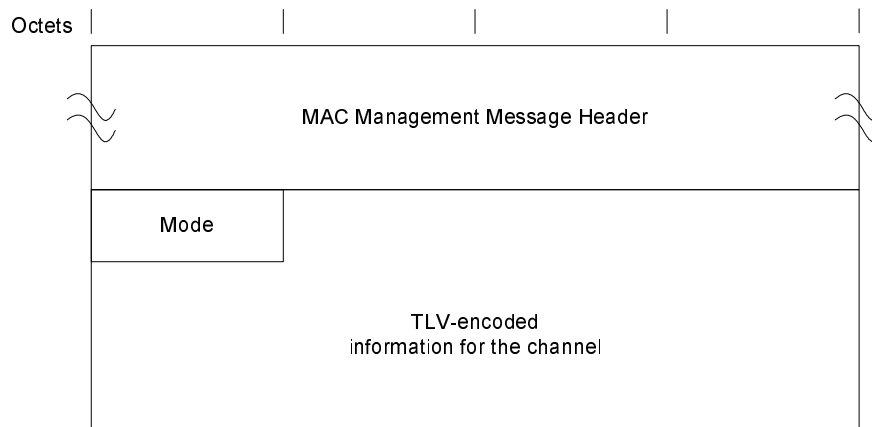 Octets
MAC Management Message Header
Mode
TLV-encoded
information for the channel